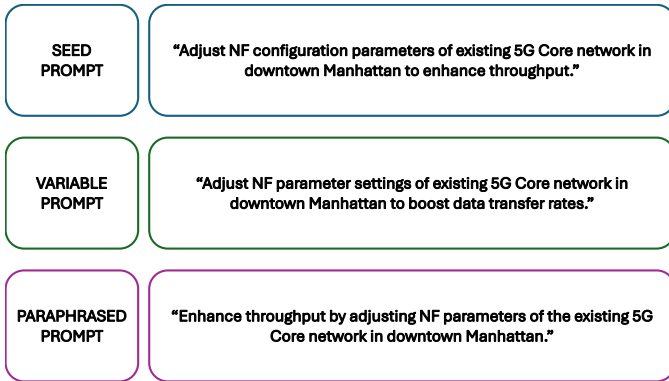 SEED
PROMPT
“Adjust NF configuration parameters of existing 5G Core network in
downtown Manhattan to enhance throughput.”
VARIABLE
PROMPT
“Adjust NF parameter settings of existing 5G Core network in
downtown Manhattan to boost data transfer rates.”
PARAPHRASED
PROMPT
“Enhance throughput by adjusting NF parameters of the existing 5G
Core network in downtown Manhattan.”